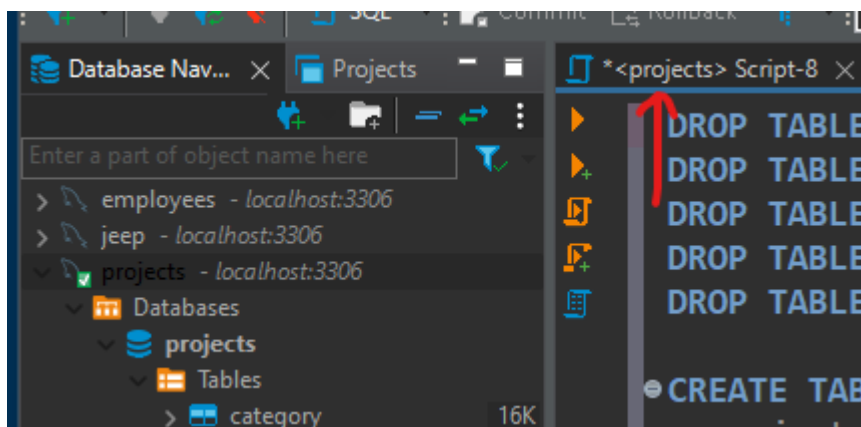 SQL Commit Rollback
Database Nav... Projects
*<projects> Script-8
Enter a part of object name here
employees - localhost:3306
jeep - localhost:3306
projects - localhost:3306
Databases
projects
Tables
category 16K
DROP TABLE
DROP TABLE
DROP TABLE
DROP TABLE
DROP TABLE
CREATE TAB